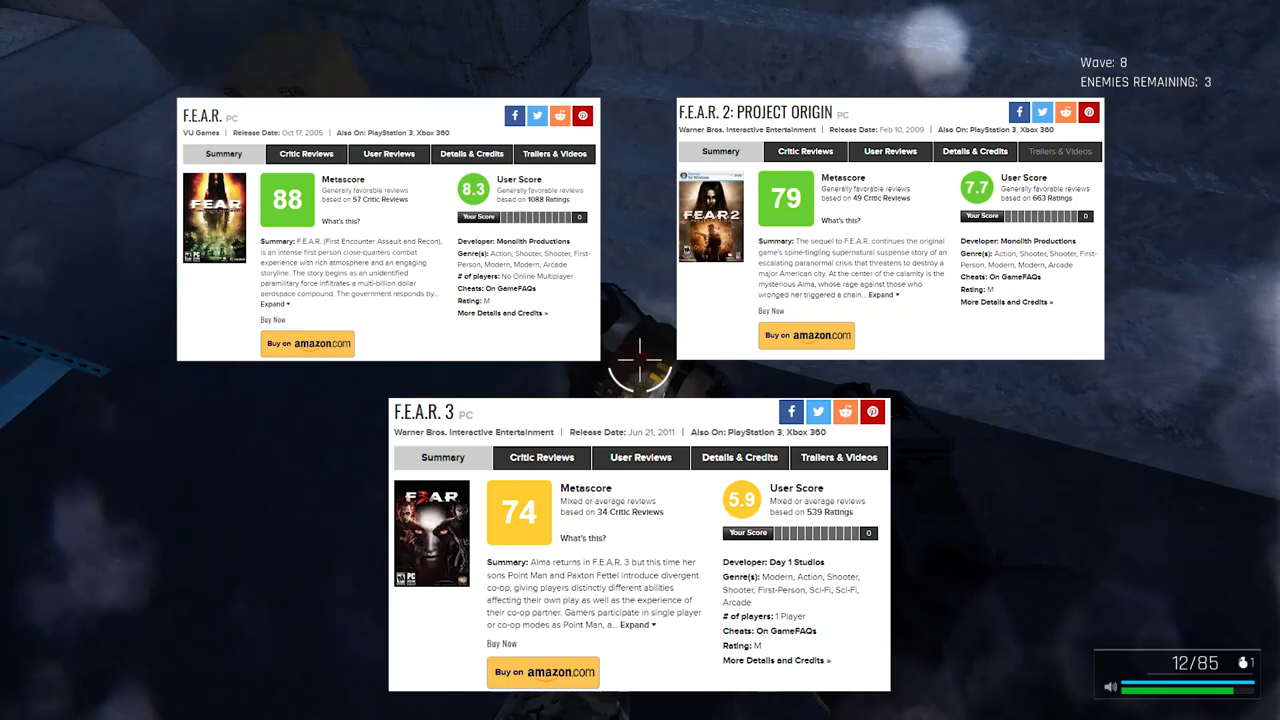 Wave: 8
ENEMIES REMAINING: 3
F.E.A.R. PC
VU Games | Release Date: Oct 17, 2005 | Also On: PlayStation 3, Xbox 360
Summary Critic Reviews User Reviews Details & Credits Trailers & Videos
FEAR
88
Metascore
Generally favorable reviews
based on 57 Critic Reviews
What's this?
Summary: F.E.A.R. (First Encounter Assault and Recon),
is an intense first person close-quarters combat
experience with rich atmosphere and an engaging
storyline. The story begins as an unidentified
paramilitary force infiltrates a multi-billion dollar
aerospace compound. The government responds by...
Expand
Buy Now
Buy on amazon.com
8.3
User Score
Generally favorable reviews
based on 1088 Ratings
Your Score 0
Developer: Monolith Productions
Genre(s): Action, Shooter, Shooter, First-
Person, Modern, Modern, Arcade
# of players: No Online Multiplayer
Cheats: On GameFAQs
Rating: M
More Details and Credits »
F.E.A.R. 2: PROJECT ORIGIN PC
Warner Bros. Interactive Entertainment | Release Date: Feb 10, 2009 | Also On: PlayStation 3, Xbox 360
Summary Critic Reviews User Reviews Details & Credits Trailers & Videos
FEAR 2
79
Metascore
Generally favorable reviews
based on 49 Critic Reviews
What's this?
Summary: The sequel to F.E.A.R. continues the original
game's spine-tingling supernatural suspense story of an
escalating paranormal crisis that threatens to destroy a
major American city. At the center of the calamity is the
mysterious Alma, whose rage against those who
wronged her triggered a chain... Expand
Buy Now
Buy on amazon.com
7.7
User Score
Generally favorable reviews
based on 663 Ratings
Your Score 0
Developer: Monolith Productions
Genre(s): Action, Shooter, Shooter, First-
Person, Modern, Modern, Arcade
Cheats: On GameFAQs
Rating: M
More Details and Credits »
F.E.A.R. 3 PC
Warner Bros. Interactive Entertainment | Release Date: Jun 21, 2011 | Also On: PlayStation 3, Xbox 360
Summary Critic Reviews User Reviews Details & Credits Trailers & Videos
F3AR
74
Metascore
Mixed or average reviews
based on 34 Critic Reviews
What's this?
Summary: Alma returns in F.E.A.R. 3 but this time her
sons Point Man and Paxton Fettel introduce divergent
co-op, giving players distinctly different abilities
affecting their own play as well as the experience of
their co-op partner. Gamers participate in single player
or co-op modes as Point Man, a... Expand
Buy Now
Buy on amazon.com
5.9
User Score
Mixed or average reviews
based on 539 Ratings
Your Score 0
Developer: Day 1 Studios
Genre(s): Modern, Action, Shooter,
Shooter, First-Person, Sci-Fi, Sci-Fi,
Arcade
# of players: 1 Player
Cheats: On GameFAQs
Rating: M
More Details and Credits »
12/85 1